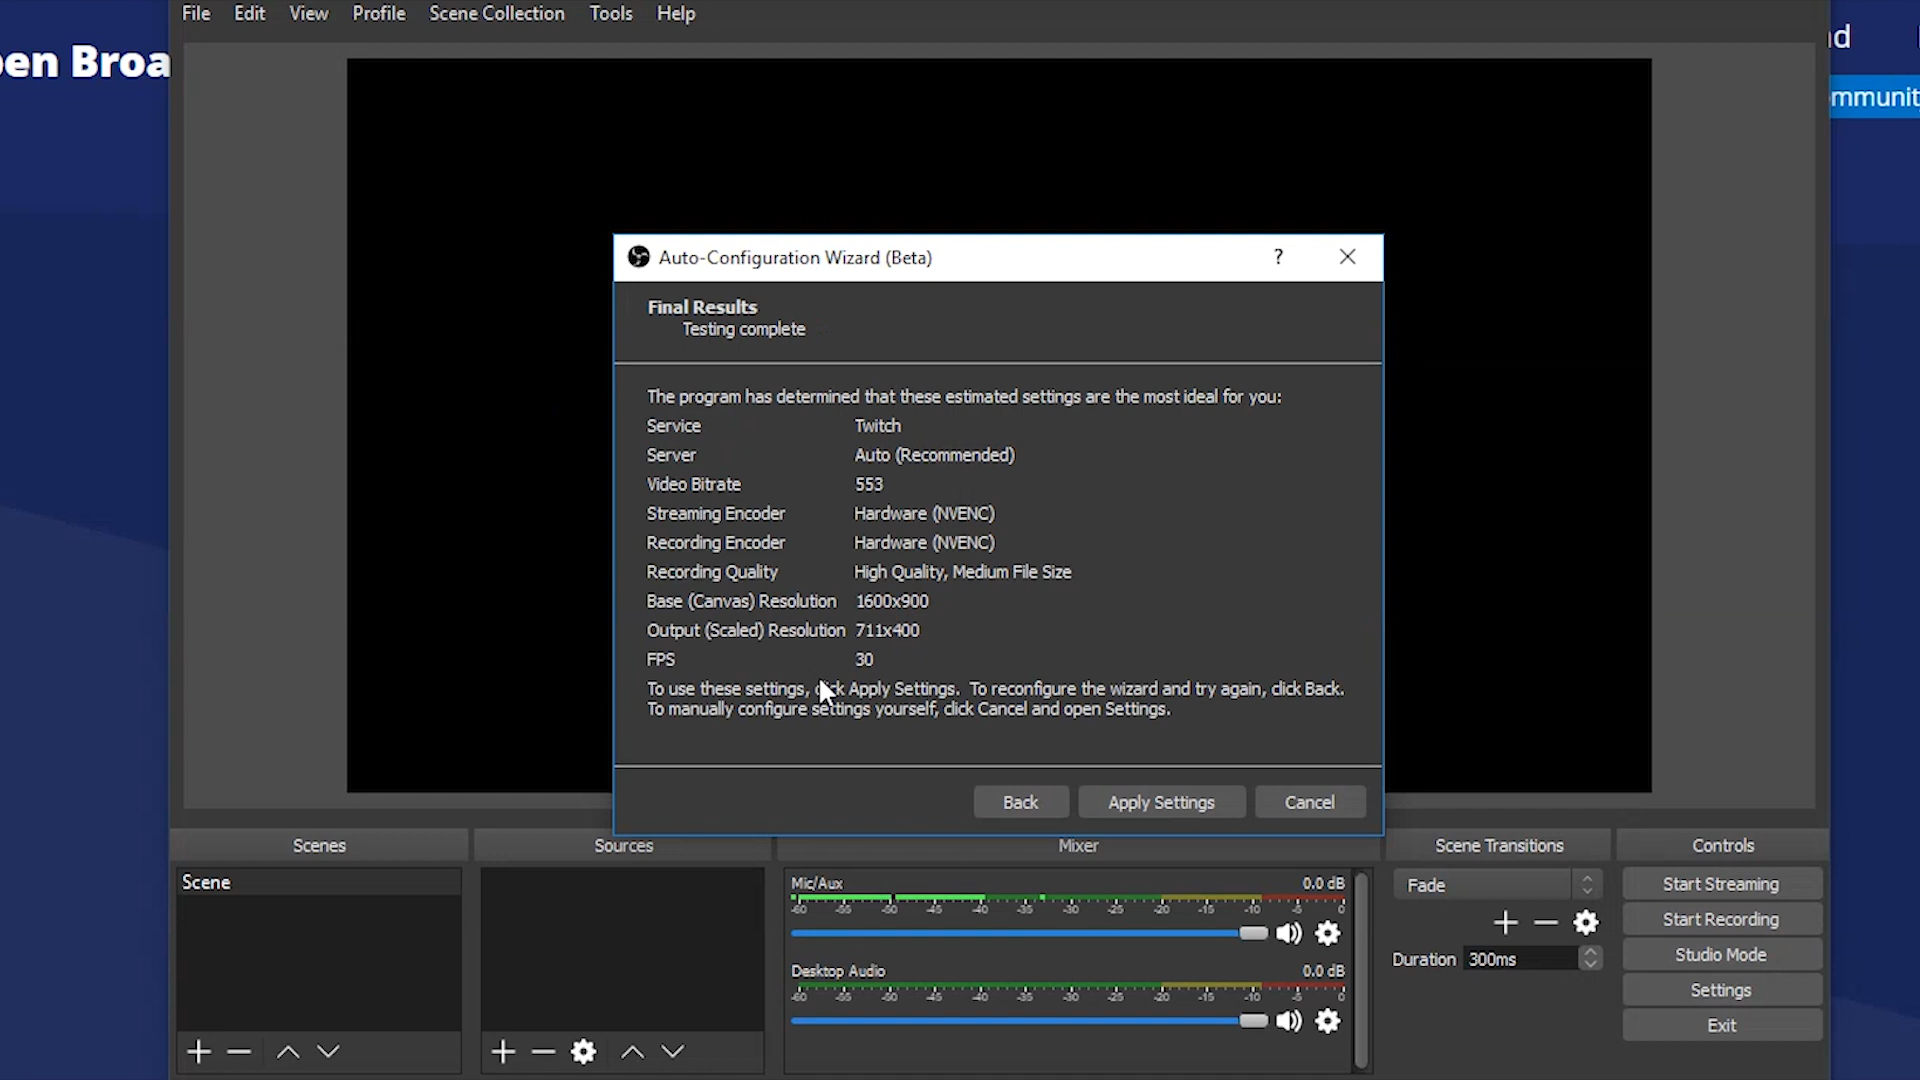 File Edit View Profile Scene Collection Tools Help
en Broa
d
mmunit
Auto-Configuration Wizard (Beta) ?
Final Results
Testing complete
The program has determined that these estimated settings are the most ideal for you:
Service Twitch
Server Auto (Recommended)
Video Bitrate 553
Streaming Encoder Hardware (NVENC)
Recording Encoder Hardware (NVENC)
Recording Quality High Quality, Medium File Size
Base (Canvas) Resolution 1600x900
Output (Scaled) Resolution 711x400
FPS 30
To use these settings, click Apply Settings. To reconfigure the wizard and try again, click Back.
To manually configure settings yourself, click Cancel and open Settings.
Back Apply Settings Cancel
Scenes Sources Mixer Scene Transitions Controls
Scene
Mic/Aux 0.0 dB
-60 -55 -50 -45 -40 -35 -30 -25 -20 -15 -10 -5 0
Desktop Audio 0.0 dB
-60 -55 -50 -45 -40 -35 -30 -25 -20 -15 -10 -5 0
Fade
Duration 300ms
Start Streaming
Start Recording
Studio Mode
Settings
Exit